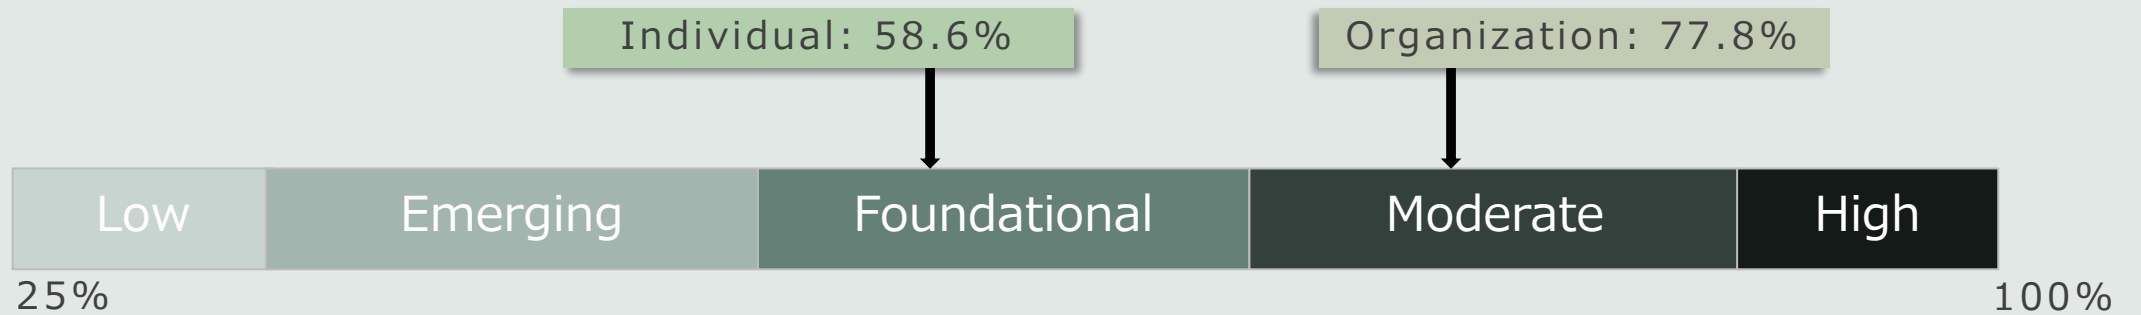 Individual: 58.6%
Organization: 77.8%
Low
Emerging
Foundational
Moderate
High
25%
100%